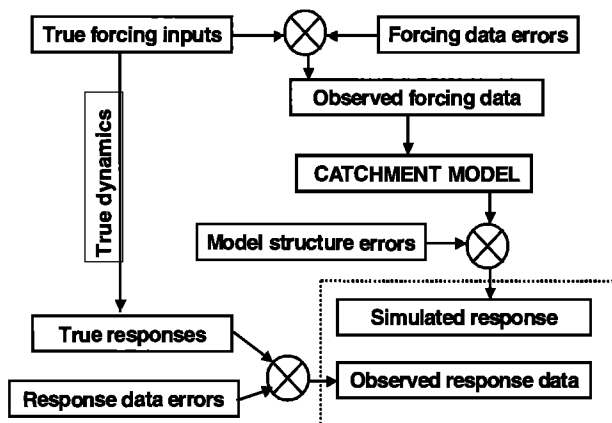 True forcing inputs
Forcing data errors
Observed forcing data
True dynamics
CATCHMENT MODEL
Model structure errors
Simulated response
True responses
Observed response data
Response data errors